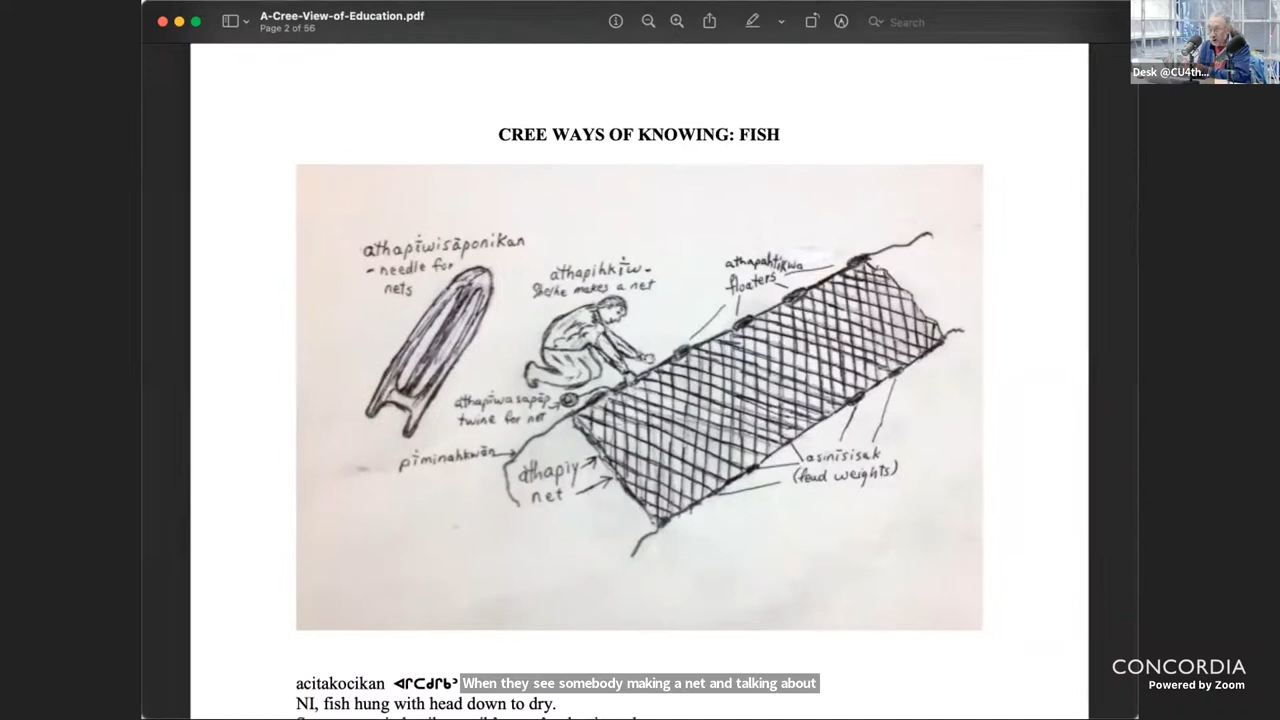 A-Cree-View-of-Education.pdf
Page 2 of 56
Search
Desk @CU4th...
CREE WAYS OF KNOWING: FISH
athapīwisāponikan
- needle for
nets
athapihkīw-
She/he makes a net
athapahtikwa
floaters
athapīwasapāp
twine for net
pīminahkwān
athapiy
net
asinīsisak
(lead weights)
acitakocikan ᐊᒋᑕᑯᒋᑲᐣ
When they see somebody making a net and talking about
NI, fish hung with head down to dry.
CONCORDIA
Powered by Zoom